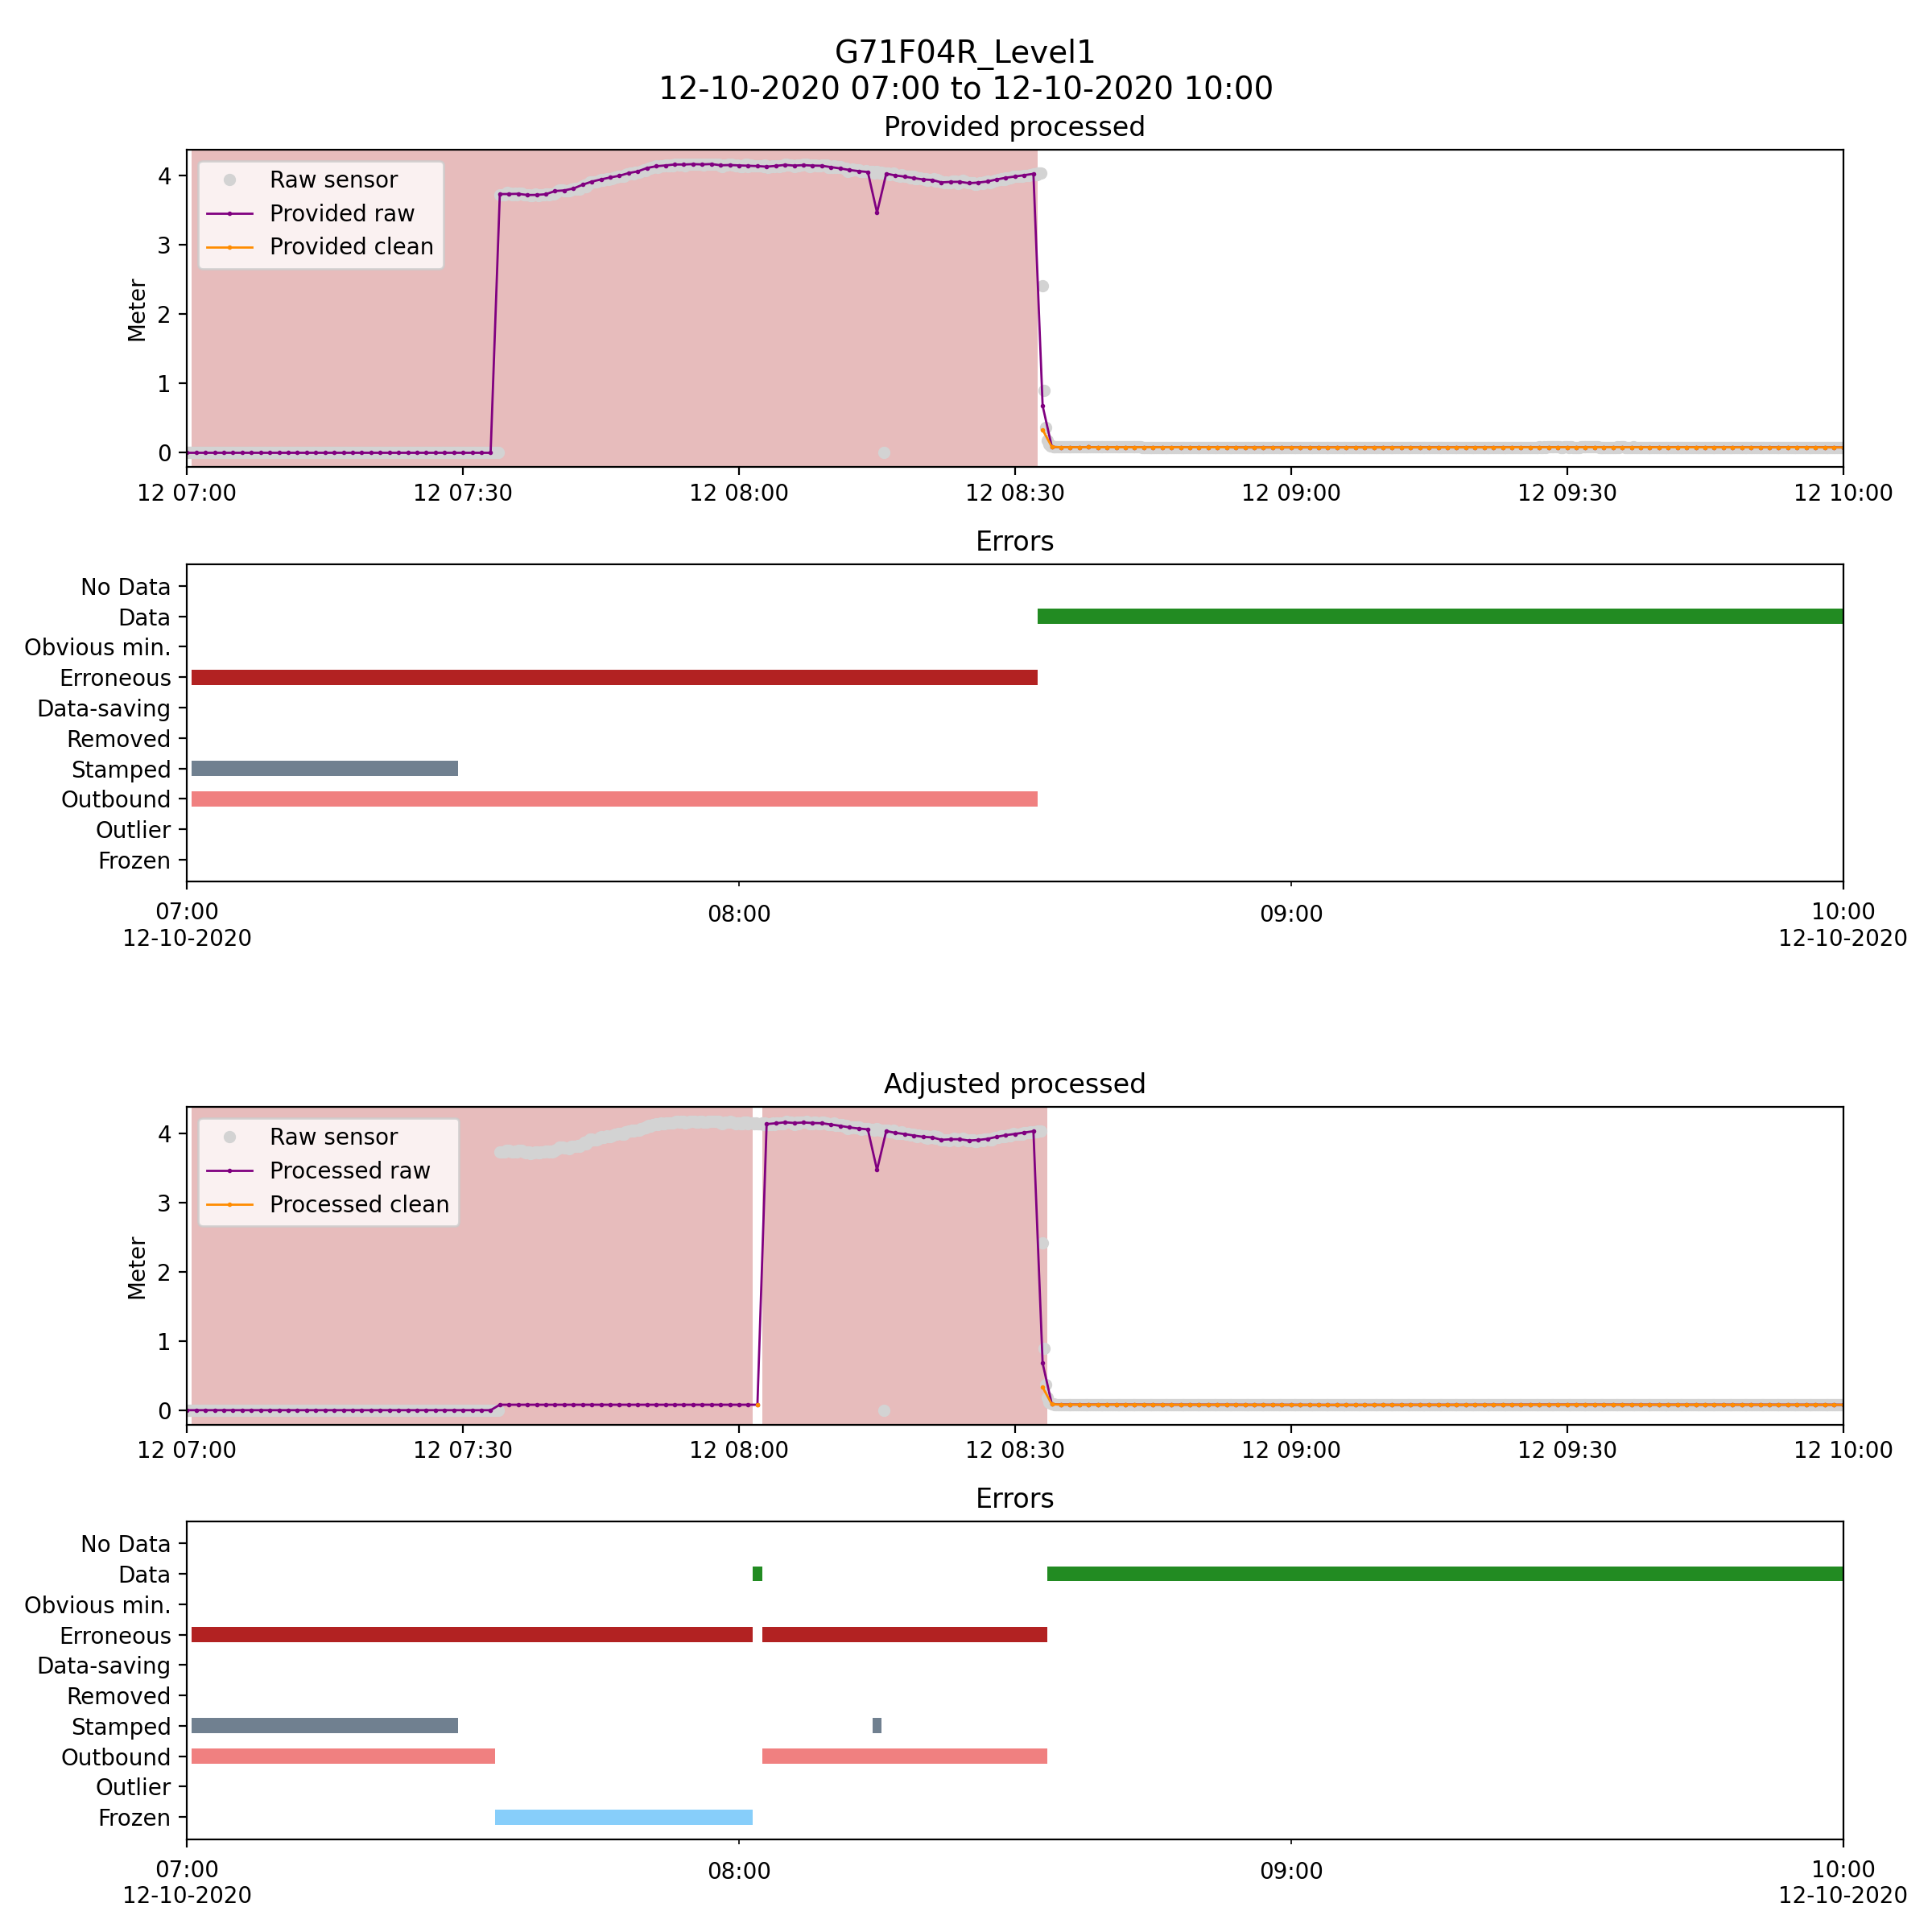 G71F04R_Level1
12-10-2020 07:00 to 12-10-2020 10:00
Provided processed
Raw sensor
Provided raw
Provided clean
Meter
4
3
2
1
0
12 07:00 12 07:30 12 08:00 12 08:30 12 09:00 12 09:30 12 10:00
Errors
No Data
Data
Obvious min.
Erroneous
Data-saving
Removed
Stamped
Outbound
Outlier
Frozen
07:00 08:00 09:00 10:00
12-10-2020 12-10-2020
Adjusted processed
Raw sensor
Processed raw
Processed clean
Meter
4
3
2
1
0
12 07:00 12 07:30 12 08:00 12 08:30 12 09:00 12 09:30 12 10:00
Errors
No Data
Data
Obvious min.
Erroneous
Data-saving
Removed
Stamped
Outbound
Outlier
Frozen
07:00 08:00 09:00 10:00
12-10-2020 12-10-2020